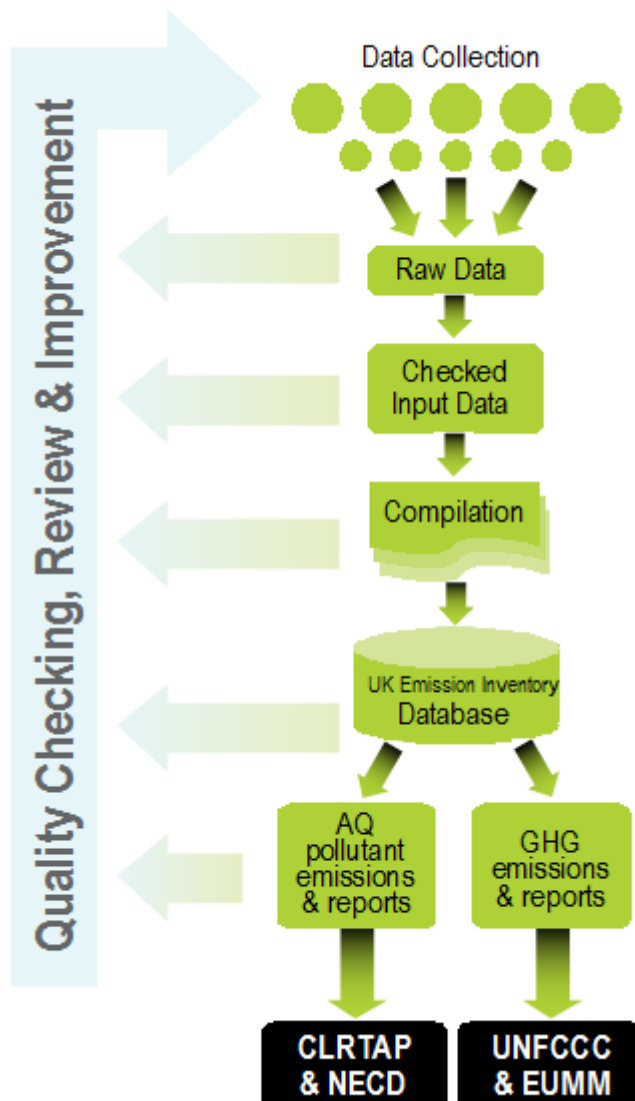 Data Collection
Quality Checking, Review & Improvement
Raw Data
Checked
Input Data
Compilation
UK Emission Inventory
Database
AQ
pollutant
emissions
& reports
GHG
emissions
& reports
CLRTAP
& NECD
UNFCCC
& EUMM